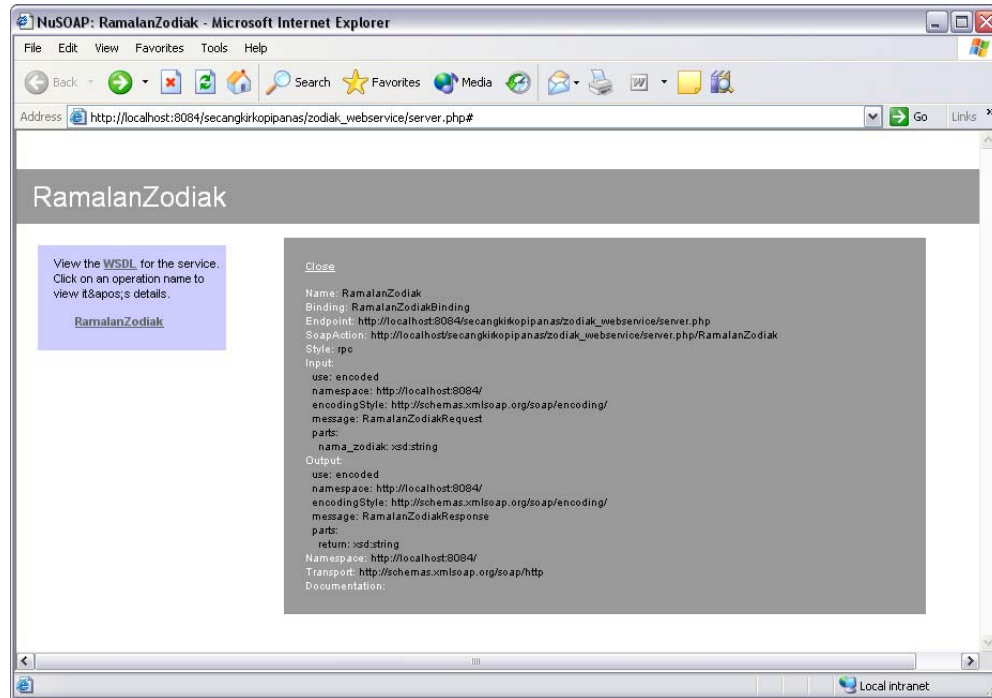 NuSOAP: RamalanZodiak - Microsoft Internet Explorer
File Edit View Favorites Tools Help
Back Search Favorites Media
Address http://localhost:8084/secangkirkopipanas/zodiak_webservice/server.php# Go Links »
RamalanZodiak
View the WSDL for the service.
Click on an operation name to
view it&apos;s details.
RamalanZodiak
Close
Name: RamalanZodiak
Binding: RamalanZodiakBinding
Endpoint: http://localhost:8084/secangkirkopipanas/zodiak_webservice/server.php
SoapAction: http://localhost/secangkirkopipanas/zodiak_webservice/server.php/RamalanZodiak
Style: rpc
Input:
use: encoded
namespace: http://localhost:8084/
encodingStyle: http://schemas.xmlsoap.org/soap/encoding/
message: RamalanZodiakRequest
parts:
nama_zodiak: xsd:string
Output:
use: encoded
namespace: http://localhost:8084/
encodingStyle: http://schemas.xmlsoap.org/soap/encoding/
message: RamalanZodiakResponse
parts:
return: xsd:string
Namespace: http://localhost:8084/
Transport: http://schemas.xmlsoap.org/soap/http
Documentation:
Local intranet